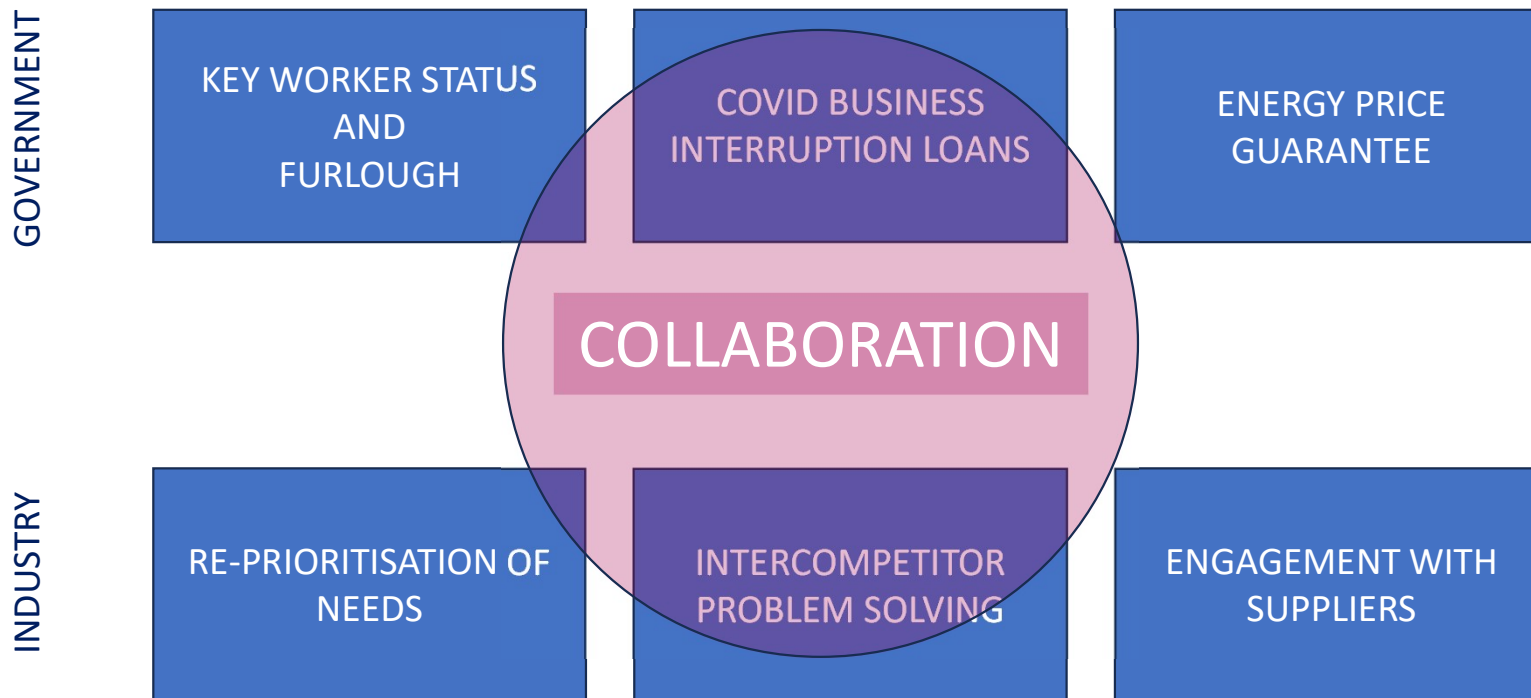 GOVERNMENT
KEY WORKER STATUS
AND
FURLOUGH
COVID BUSINESS
INTERRUPTION LOANS
ENERGY PRICE
GUARANTEE
COLLABORATION
INDUSTRY
RE-PRIORITISATION OF
NEEDS
INTERCOMPETITOR
PROBLEM SOLVING
ENGAGEMENT WITH
SUPPLIERS